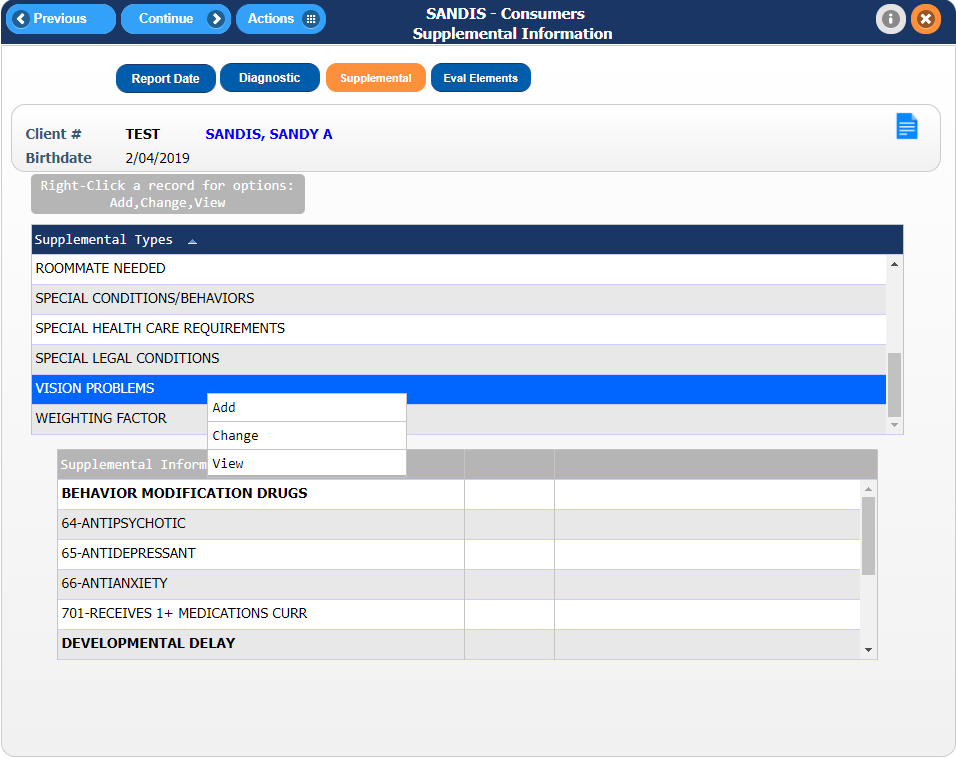 Previous
Continue
Actions
SANDIS - Consumers
Supplemental Information
Report Date
Diagnostic
Supplemental
Eval Elements
Client # TEST SANDIS, SANDY A
Birthdate 2/04/2019
Right-Click a record for options:
Add,Change,View
Supplemental Types
ROOMMATE NEEDED
SPECIAL CONDITIONS/BEHAVIORS
SPECIAL HEALTH CARE REQUIREMENTS
SPECIAL LEGAL CONDITIONS
VISION PROBLEMS
WEIGHTING FACTOR
Add
Change
View
Supplemental Inform
BEHAVIOR MODIFICATION DRUGS
64-ANTIPSYCHOTIC
65-ANTIDEPRESSANT
66-ANTIANXIETY
701-RECEIVES 1+ MEDICATIONS CURR
DEVELOPMENTAL DELAY